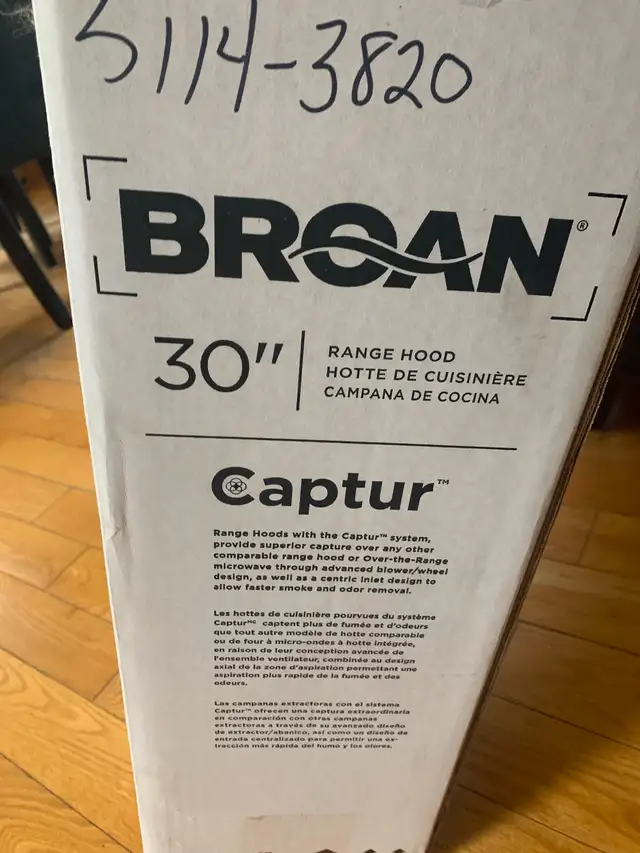 5114-3820
BROAN®
30"
RANGE HOOD
HOTTE DE CUISINIÈRE
CAMPANA DE COCINA
Captur™
Range Hoods with the Captur™ system,
provide superior capture over any other
comparable range hood or Over-the-Range
microwave through advanced blower/wheel
design, as well as a centric inlet design to
allow faster smoke and odor removal.
Les hottes de cuisinière pourvues du système
Captur ᴹᶜ captent plus de fumée et d'odeurs
que tout autre modèle de hotte comparable
ou de four à micro-ondes à hotte intégrée,
en raison de leur conception avancée de
l'ensemble ventilateur, combinée au design
axial de la zone d'aspiration permettant une
aspiration plus rapide de la fumée et des
odeurs.
Las campanas extractoras con el sistema
Captur™ ofrecen una captura extraordinaria
en comparación con otras campanas
extractoras a través de su avanzado diseño
de extractor/abanico, así como un diseño de
entrada centralizado para permitir una ex-
tracción más rápida del humo y los olores.